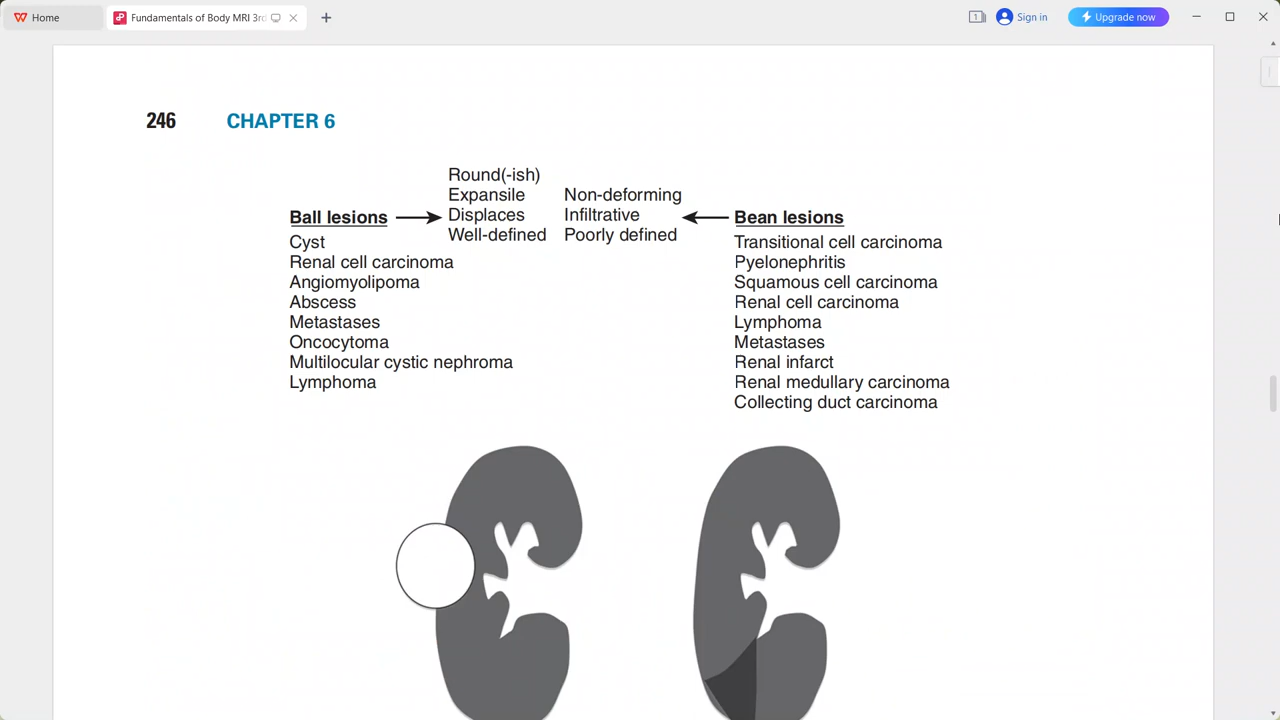 Home
Fundamentals of Body MRI 3rd
1
Sign in
Upgrade now
246 CHAPTER 6
Ball lesions
Cyst
Renal cell carcinoma
Angiomyolipoma
Abscess
Metastases
Oncocytoma
Multilocular cystic nephroma
Lymphoma
Round(-ish)
Expansile
Displaces
Well-defined
Non-deforming
Infiltrative
Poorly defined
Bean lesions
Transitional cell carcinoma
Pyelonephritis
Squamous cell carcinoma
Renal cell carcinoma
Lymphoma
Metastases
Renal infarct
Renal medullary carcinoma
Collecting duct carcinoma